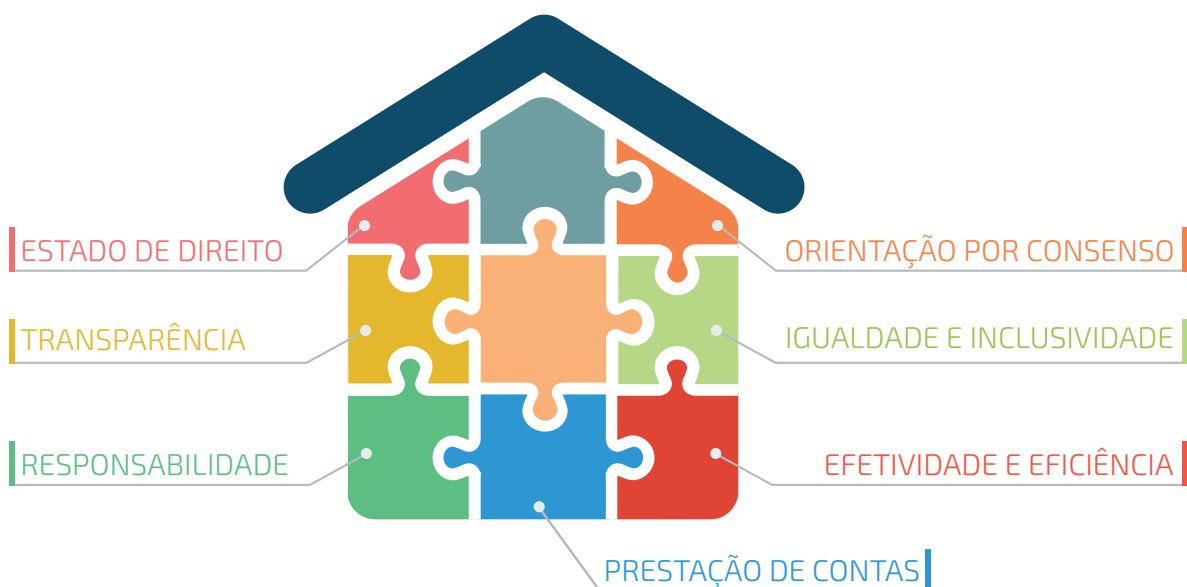 ESTADO DE DIREITO
ORIENTAÇÃO POR CONSENSO
TRANSPARÊNCIA
IGUALDADE E INCLUSIVIDADE
RESPONSABILIDADE
EFETIVIDADE E EFICIÊNCIA
PRESTAÇÃO DE CONTAS